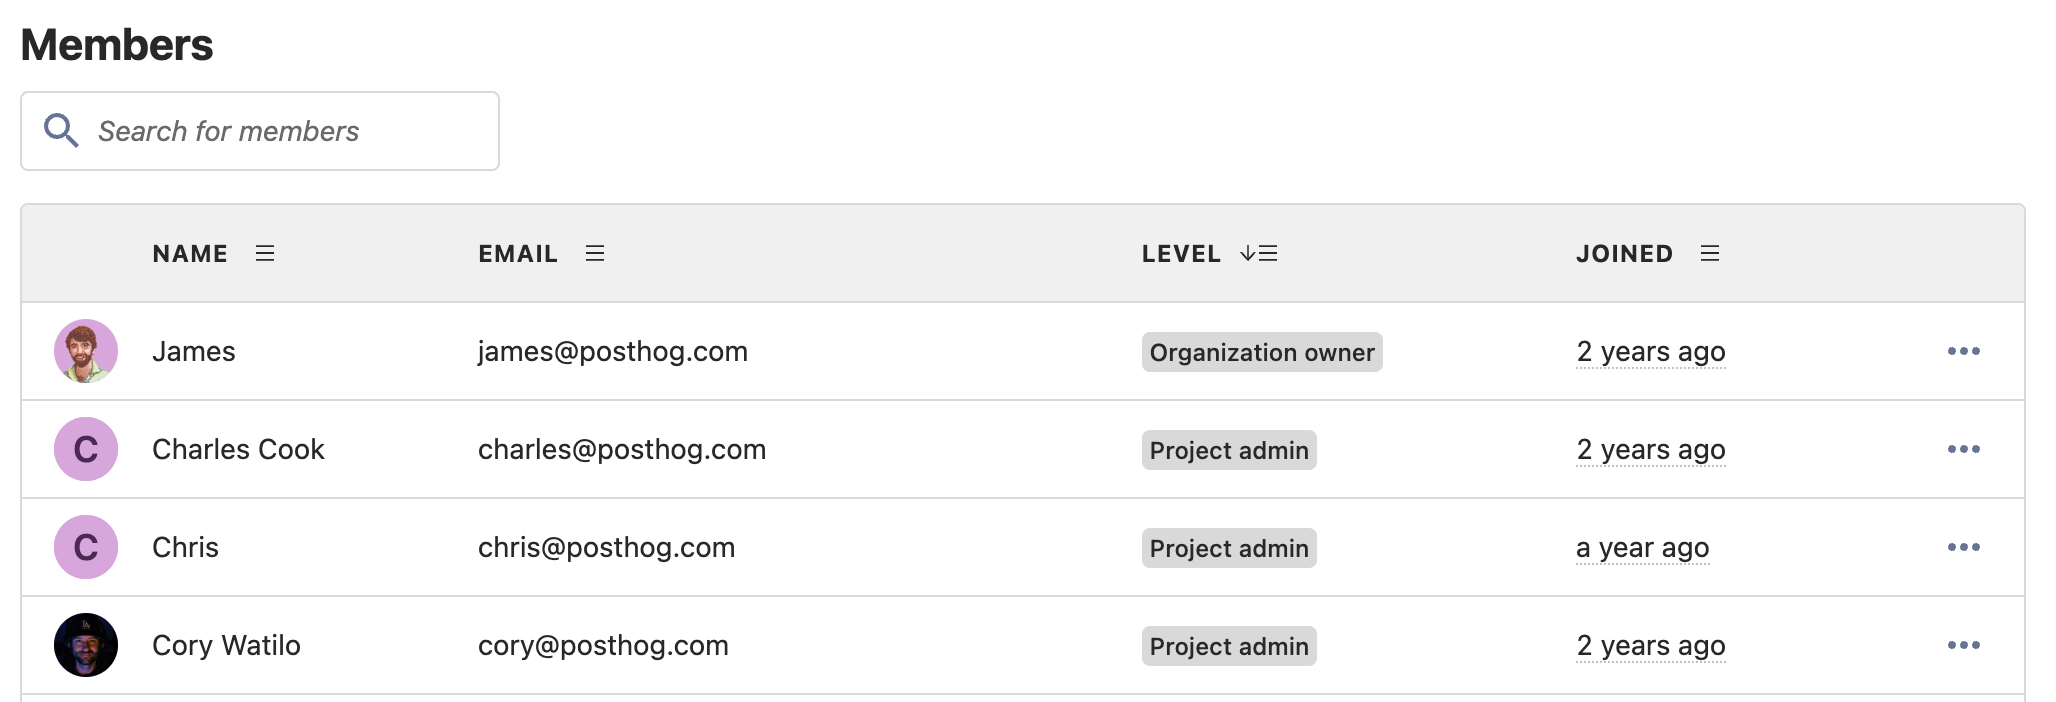 Members
Search for members
NAME EMAIL LEVEL JOINED
James james@posthog.com Organization owner 2 years ago
C Charles Cook charles@posthog.com Project admin 2 years ago
C Chris chris@posthog.com Project admin a year ago
Cory Watilo cory@posthog.com Project admin 2 years ago